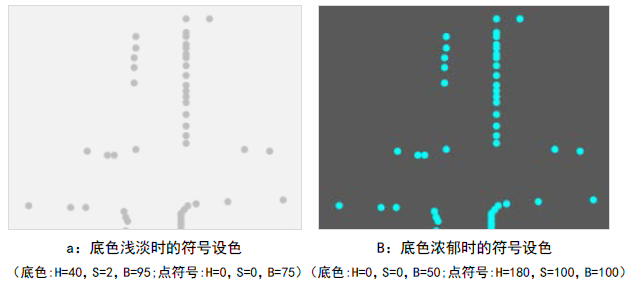 a：底色浅淡时的符号设色
B：底色浓郁时的符号设色
（底色:H=40，S=2，B=95;点符号:H=0，S=0，B=75）
（底色:H=0，S=0，B=50;点符号:H=180，S=100，B=100）